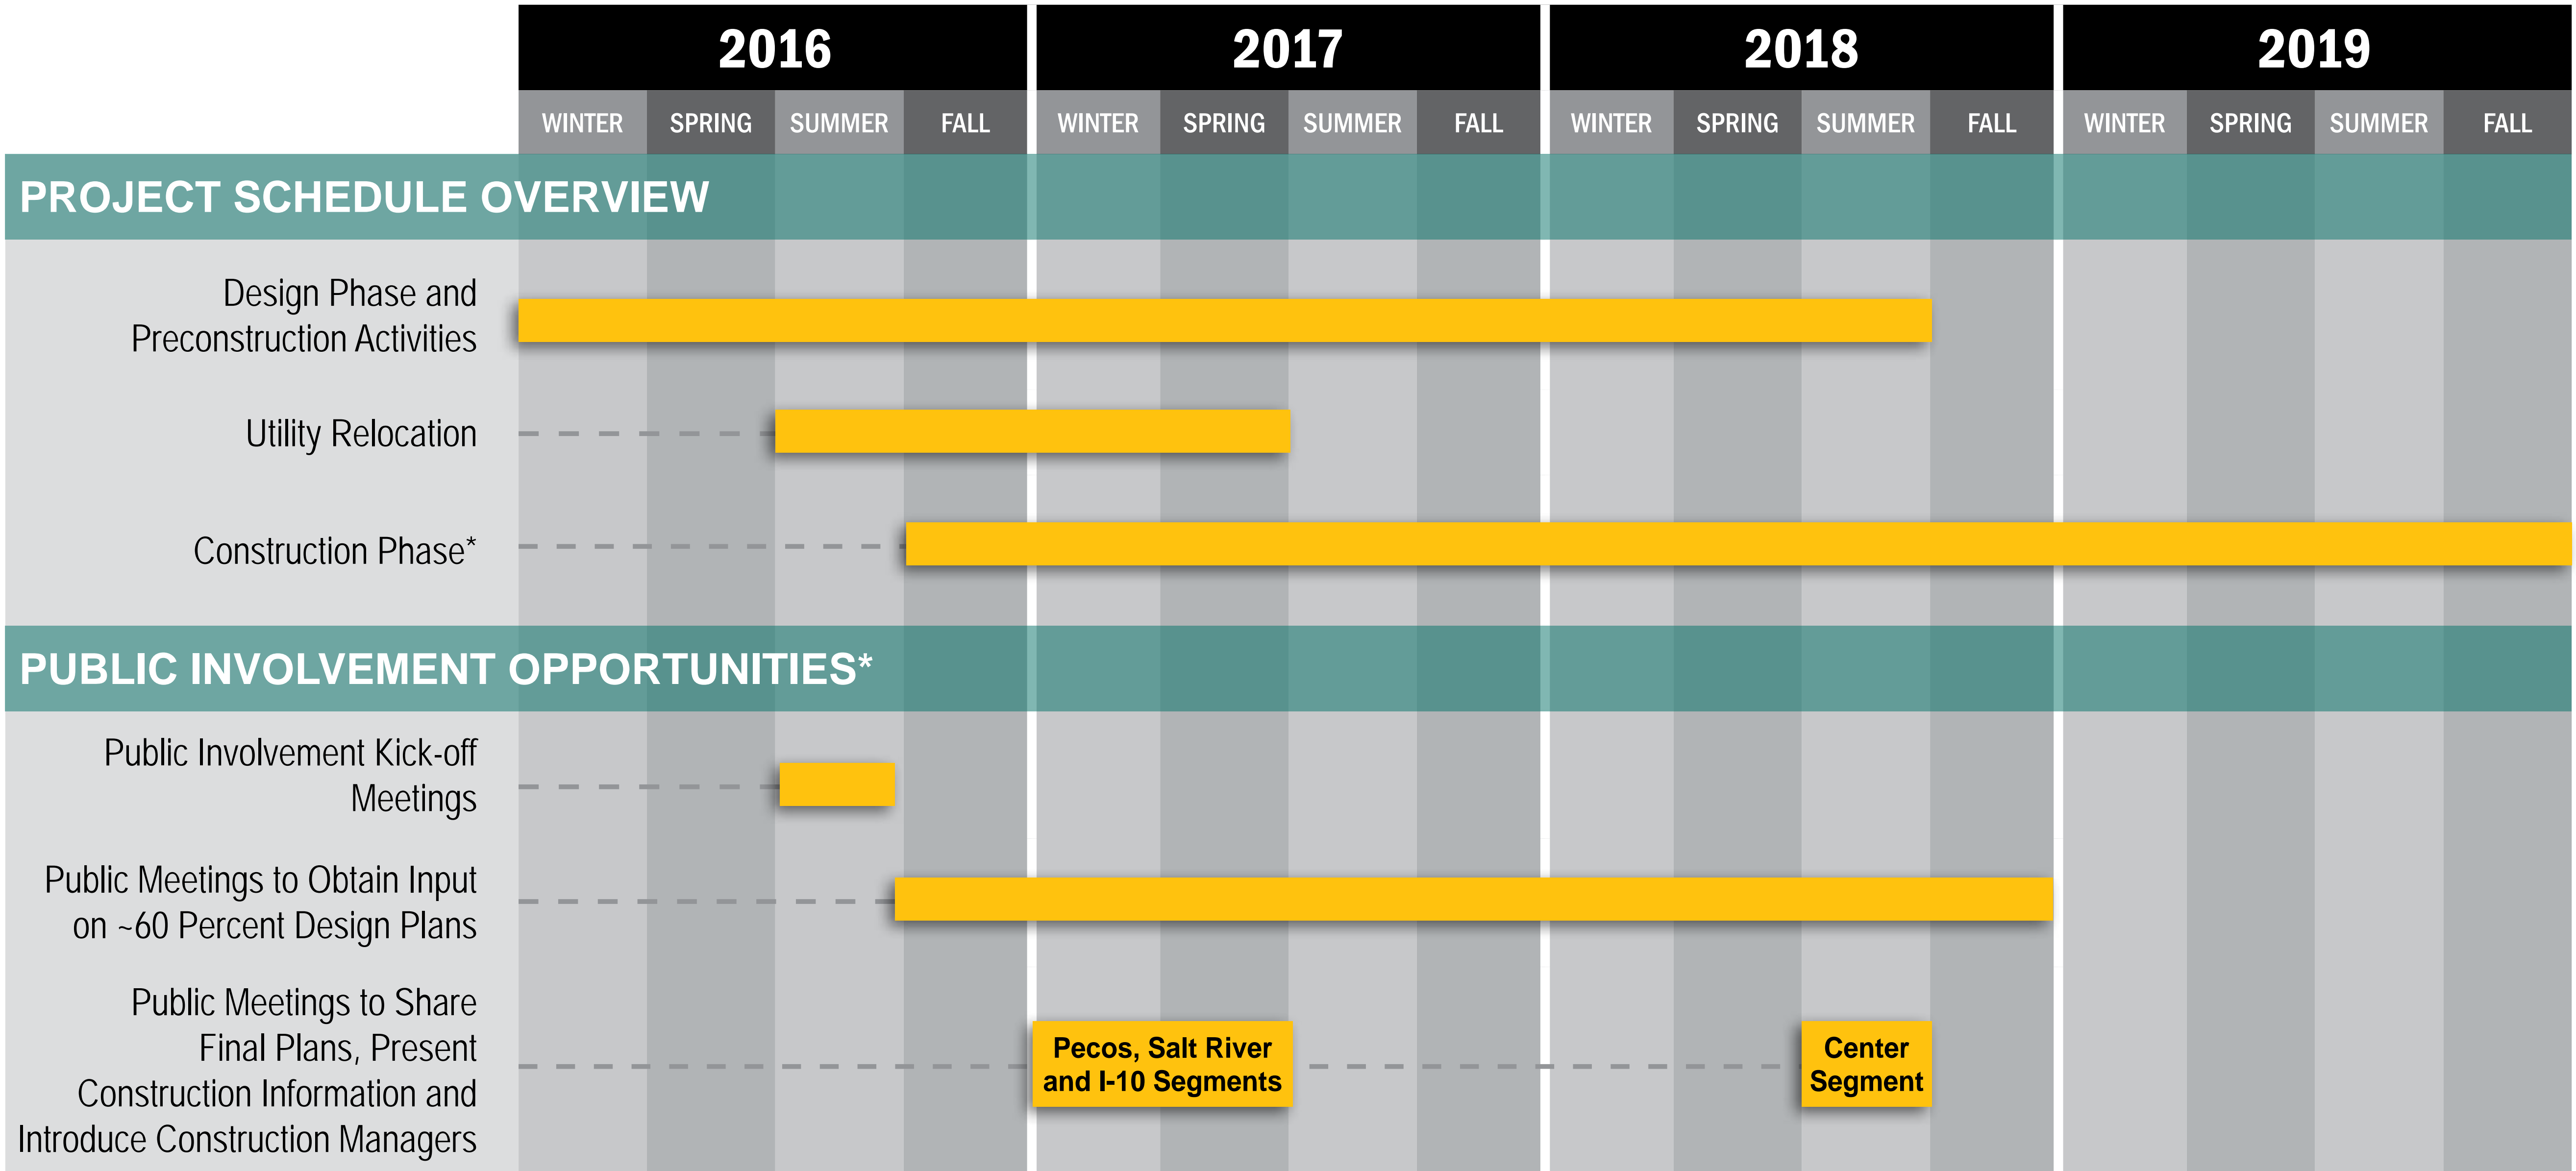 2016 2017 2018 2019
WINTER SPRING SUMMER FALL WINTER SPRING SUMMER FALL WINTER SPRING SUMMER FALL WINTER SPRING SUMMER FALL
PROJECT SCHEDULE OVERVIEW
Design Phase and
Preconstruction Activities
Utility Relocation
Construction Phase*
PUBLIC INVOLVEMENT OPPORTUNITIES*
Public Involvement Kick-off
Meetings
Public Meetings to Obtain Input
on ~60 Percent Design Plans
Public Meetings to Share
Final Plans, Present
Construction Information and
Introduce Construction Managers
Pecos, Salt River
and I-10 Segments
Center
Segment